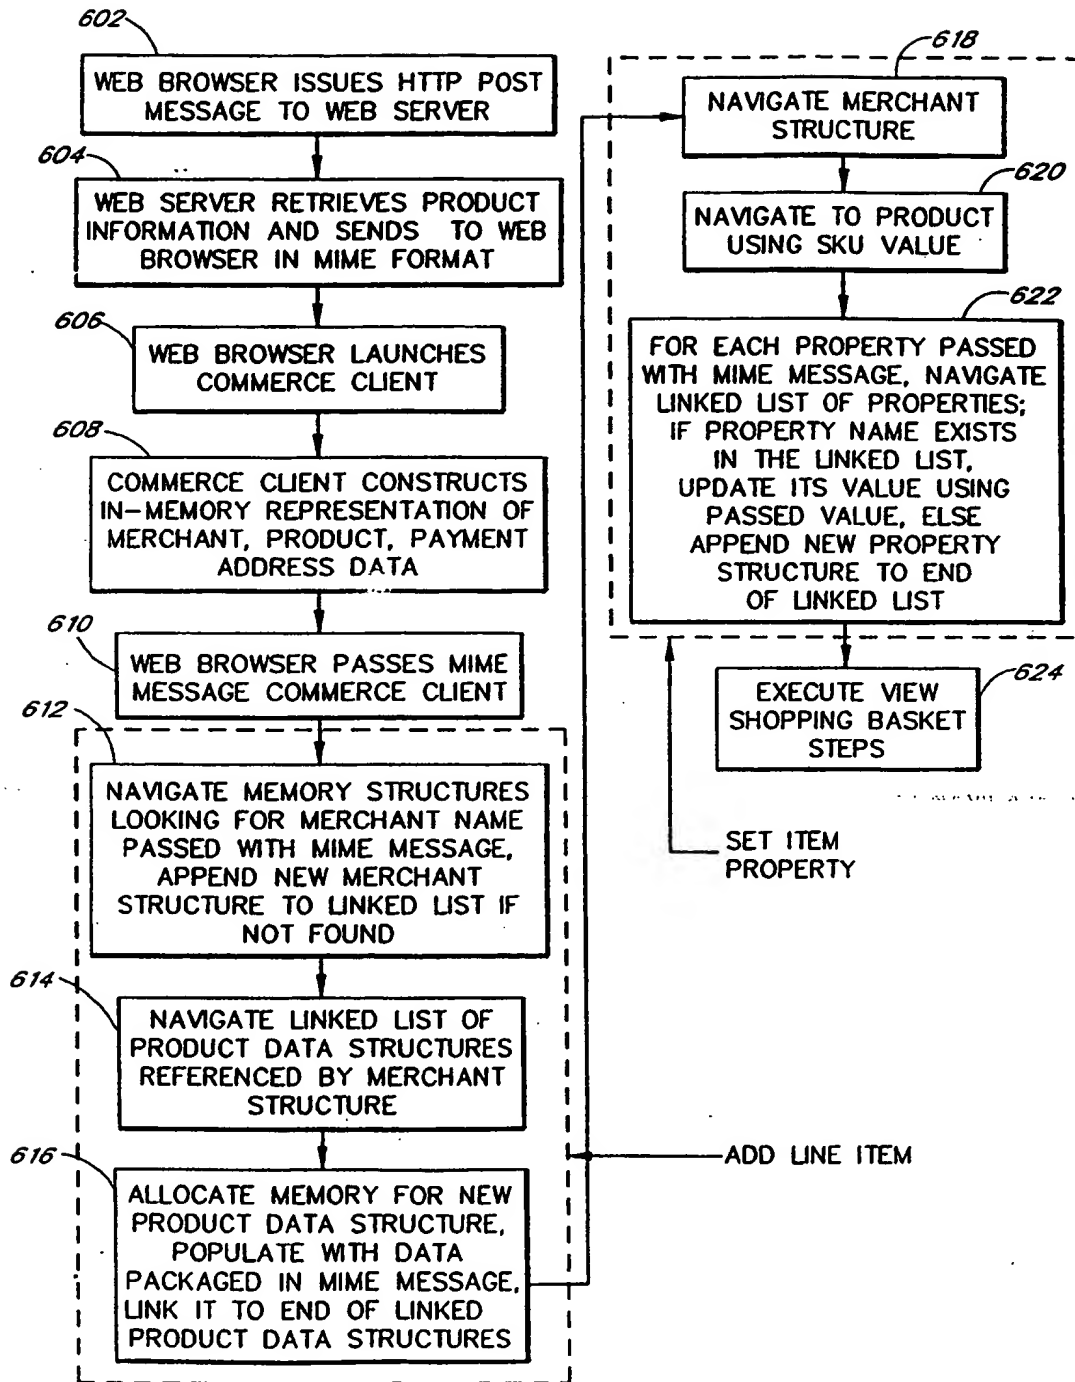 602
WEB BROWSER ISSUES HTTP POST
MESSAGE TO WEB SERVER
604
WEB SERVER RETRIEVES PRODUCT
INFORMATION AND SENDS TO WEB
BROWSER IN MIME FORMAT
606
WEB BROWSER LAUNCHES
COMMERCE CLIENT
608
COMMERCE CLIENT CONSTRUCTS
IN-MEMORY REPRESENTATION OF
MERCHANT, PRODUCT, PAYMENT
ADDRESS DATA
610
WEB BROWSER PASSES MIME
MESSAGE COMMERCE CLIENT
612
NAVIGATE MEMORY STRUCTURES
LOOKING FOR MERCHANT NAME
PASSED WITH MIME MESSAGE,
APPEND NEW MERCHANT
STRUCTURE TO LINKED LIST IF
NOT FOUND
614
NAVIGATE LINKED LIST OF
PRODUCT DATA STRUCTURES
REFERENCED BY MERCHANT
STRUCTURE
616
ALLOCATE MEMORY FOR NEW
PRODUCT DATA STRUCTURE,
POPULATE WITH DATA
PACKAGED IN MIME MESSAGE,
LINK IT TO END OF LINKED
PRODUCT DATA STRUCTURES
ADD LINE ITEM
618
NAVIGATE MERCHANT
STRUCTURE
620
NAVIGATE TO PRODUCT
USING SKU VALUE
622
FOR EACH PROPERTY PASSED
WITH MIME MESSAGE, NAVIGATE
LINKED LIST OF PROPERTIES;
IF PROPERTY NAME EXISTS
IN THE LINKED LIST,
UPDATE ITS VALUE USING
PASSED VALUE, ELSE
APPEND NEW PROPERTY
STRUCTURE TO END
OF LINKED LIST
624
EXECUTE VIEW
SHOPPING BASKET
STEPS
SET ITEM
PROPERTY